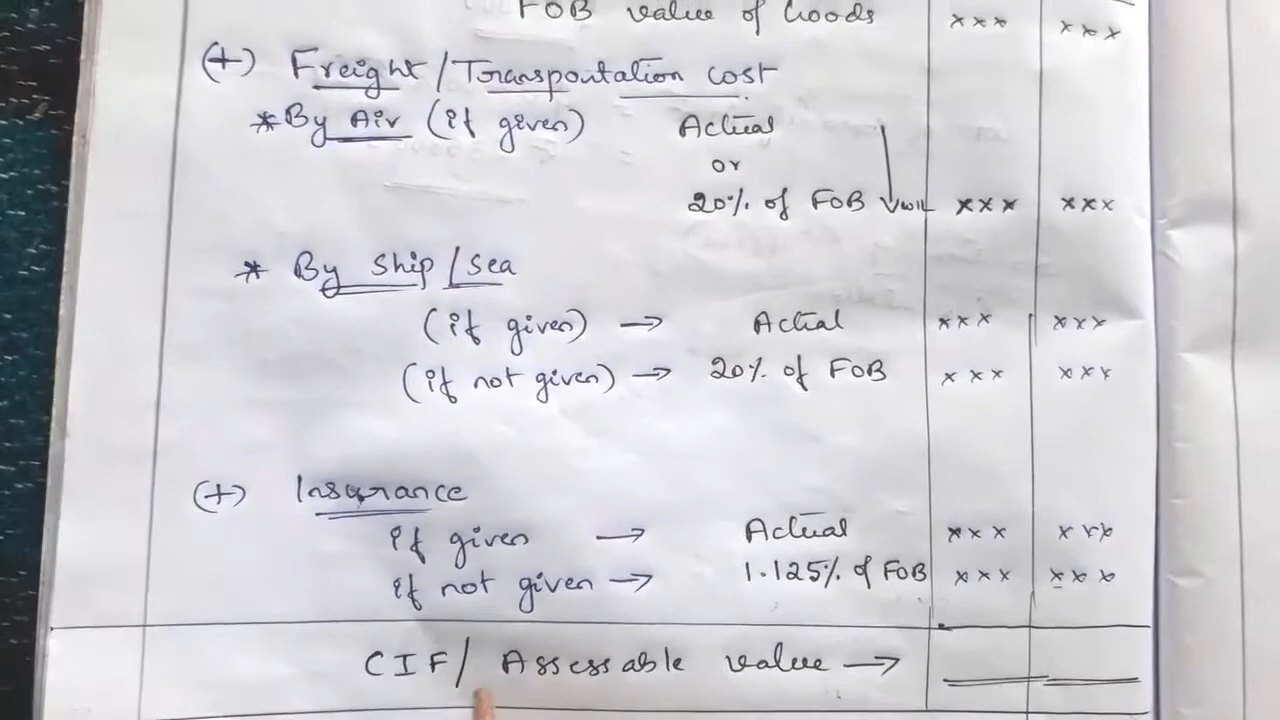 FOB value of Goods xxx xxx
(+) Freight/Transportation cost
*By Air (if given) Actual
or
20% of FOB ↓ WIL xxx xxx
* By Ship/Sea
(if given) → Actual xxx xxx
(if not given) → 20% of FOB xxx xxx
(+) Insurance
if given → Actual xxx xxx
if not given → 1.125% of FOB xxx xxx
CIF/ Assessable value →